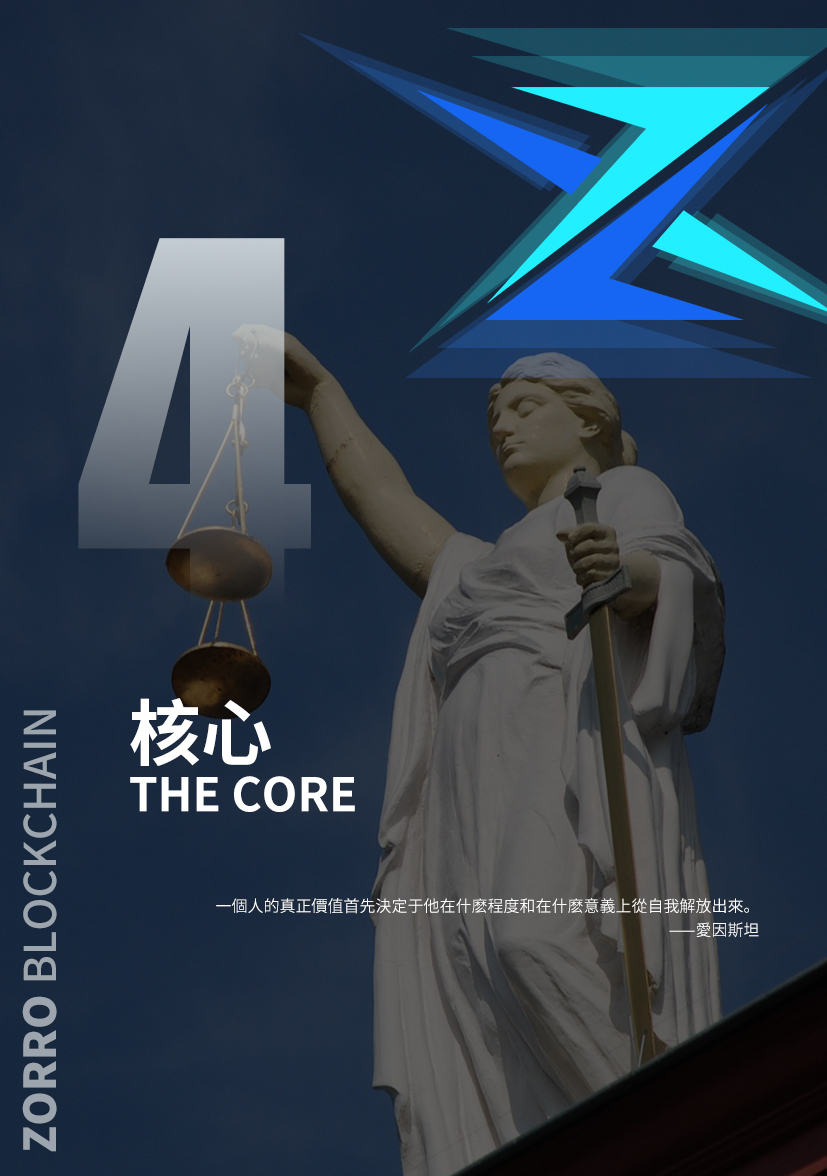 4
核心
THE CORE
一個人的真正價值首先決定于他在什麽程度和在什麽意義上從自我解放出來。
——愛因斯坦
ZORRO BLOCKCHAIN